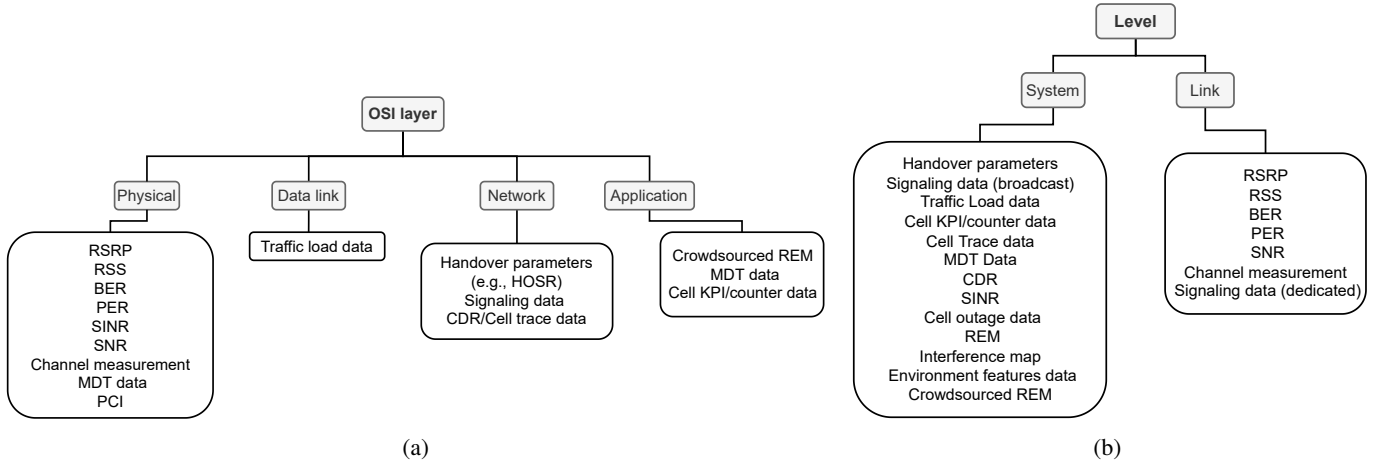 OSI layer
Physical
Data link
Network
Application
RSRP
RSS
BER
PER
SINR
SNR
Channel measurement
MDT data
PCI
Traffic load data
Handover parameters
(e.g., HOSR)
Signaling data
CDR/Cell trace data
Crowdsourced REM
MDT data
Cell KPI/counter data
(a)
Level
System
Link
Handover parameters
Signaling data (broadcast)
Traffic Load data
Cell KPI/counter data
Cell Trace data
MDT Data
CDR
SINR
Cell outage data
REM
Interference map
Environment features data
Crowdsourced REM
RSRP
RSS
BER
PER
SNR
Channel measurement
Signaling data (dedicated)
(b)